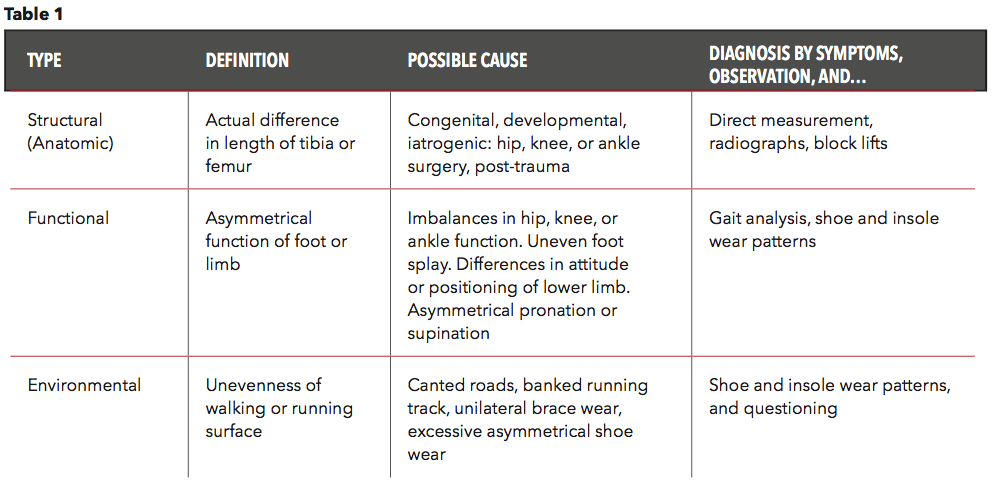 Table 1
TYPE
DEFINITION
POSSIBLE CAUSE
DIAGNOSIS BY SYMPTOMS,
OBSERVATION, AND...
Structural
(Anatomic)
Actual difference
in length of tibia or
femur
Congenital, developmental,
iatrogenic: hip, knee, or ankle
surgery, post-trauma
Direct measurement,
radiographs, block lifts
Functional
Asymmetrical
function of foot or
limb
Imbalances in hip, knee, or
ankle function. Uneven foot
splay. Differences in attitude
or positioning of lower limb.
Asymmetrical pronation or
supination
Gait analysis, shoe and insole
wear patterns
Environmental
Unevenness of
walking or running
surface
Canted roads, banked running
track, unilateral brace wear,
excessive asymmetrical shoe
wear
Shoe and insole wear patterns,
and questioning